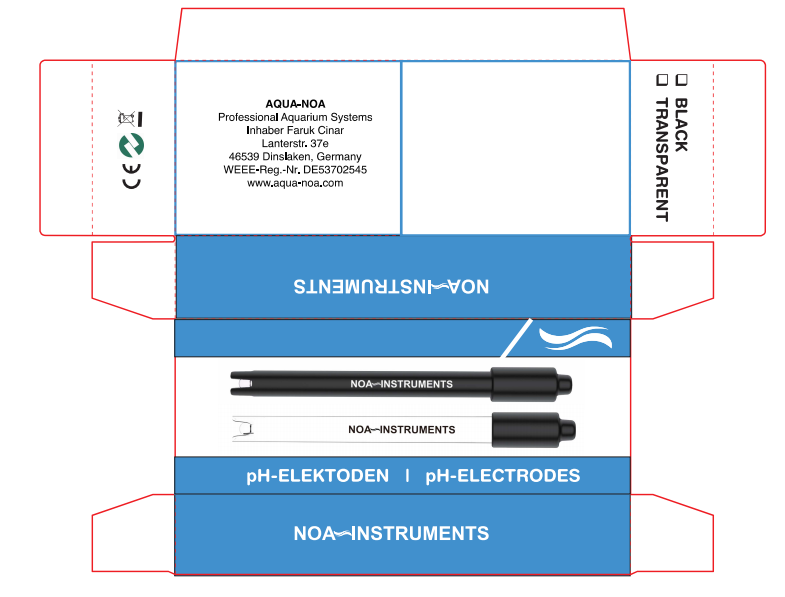 AQUA-NOA
Professional Aquarium Systems
Inhaber Faruk Cinar
Lanterstr. 37e
46539 Dinslaken, Germany
WEEE-Reg.-Nr. DE53702545
www.aqua-noa.com
CE
BLACK
TRANSPARENT
NOA~INSTRUMENTS
NOA~INSTRUMENTS
NOA~INSTRUMENTS
pH-ELEKTODEN | pH-ELECTRODES
NOA~INSTRUMENTS